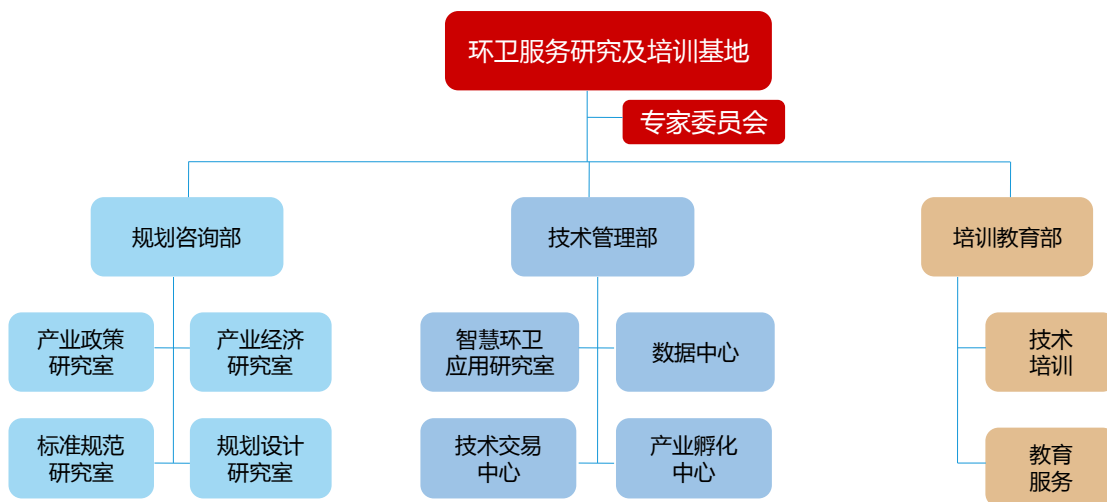 环卫服务研究及培训基地
专家委员会
规划咨询部
技术管理部
培训教育部
产业政策
研究室
产业经济
研究室
智慧环卫
应用研究室
数据中心
技术
培训
标准规范
研究室
规划设计
研究室
技术交易
中心
产业孵化
中心
教育
服务